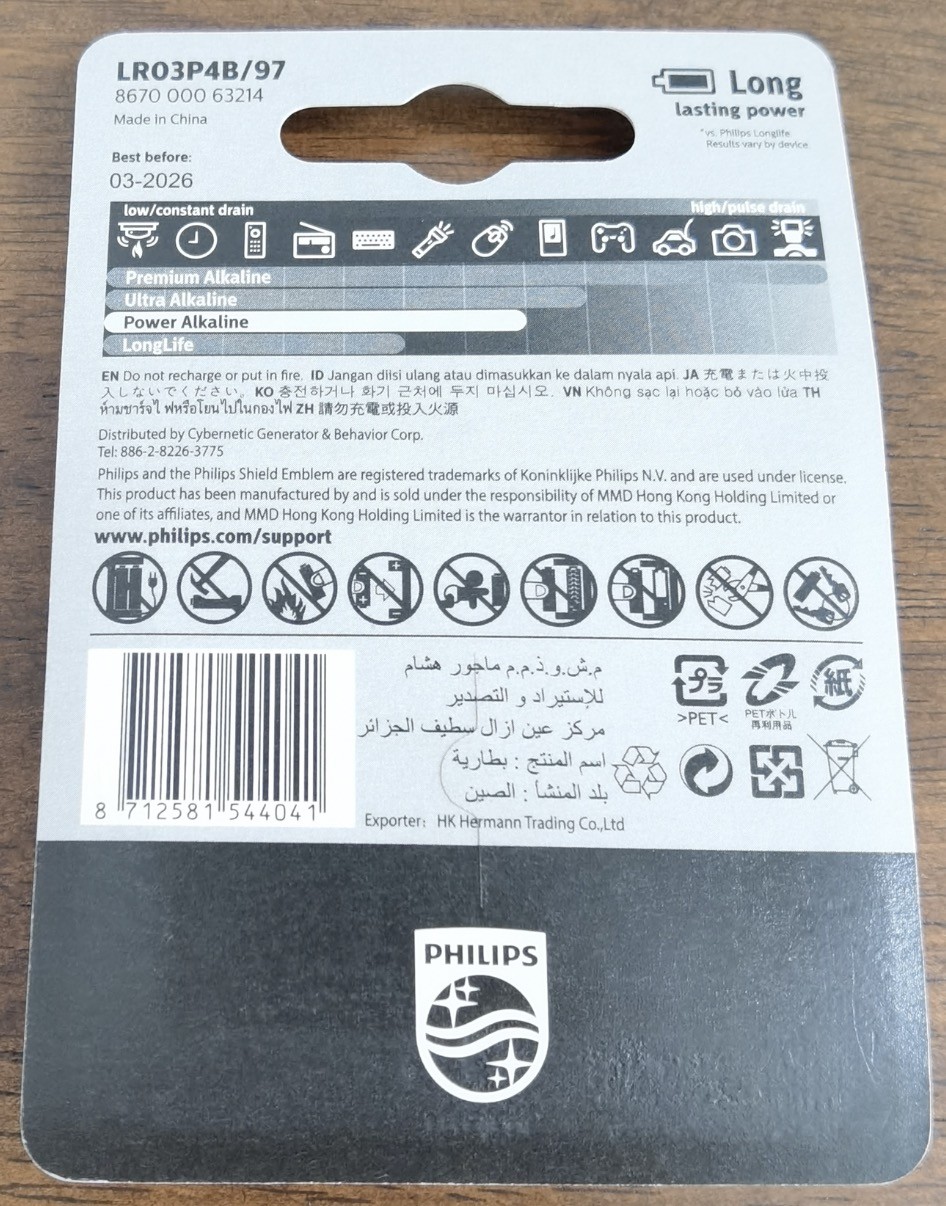 LR03P4B/97
8670 000 63214
Made in China
Long
lasting power
*vs. Philips Longlife.
Results vary by device.
Best before:
03-2026
low/constant drain
high/pulse drain
Premium Alkaline
Ultra Alkaline
Power Alkaline
LongLife
EN Do not recharge or put in fire. ID Jangan diisi ulang atau dimasukkan ke dalam nyala api. JA 充電または火中投
入しないでください。KO 충전하거나 화기 근처에 두지 마십시오. VN Không sạc lại hoặc bỏ vào lửa TH
ห้ามชาร์จไฟหรือโยนไปในกองไฟ ZH 請勿充電或投入火源
Distributed by Cybernetic Generator & Behavior Corp.
Tel: 886-2-8226-3775
Philips and the Philips Shield Emblem are registered trademarks of Koninklijke Philips N.V. and are used under license.
This product has been manufactured by and is sold under the responsibility of MMD Hong Kong Holding Limited or
one of its affiliates, and MMD Hong Kong Holding Limited is the warrantor in relation to this product.
www.philips.com/support
م.ش.و.ذ.م.م ماجور هشام
للإستيراد و التصدير
مركز عين ازال سطيف الجزائر
اسم المنتج : بطارية
بلد المنشأ : الصين
Exporter: HK Hermann Trading Co.,Ltd
8 712581 544041
プラ
>PET<
PETボトル
再利用品
紙
PHILIPS